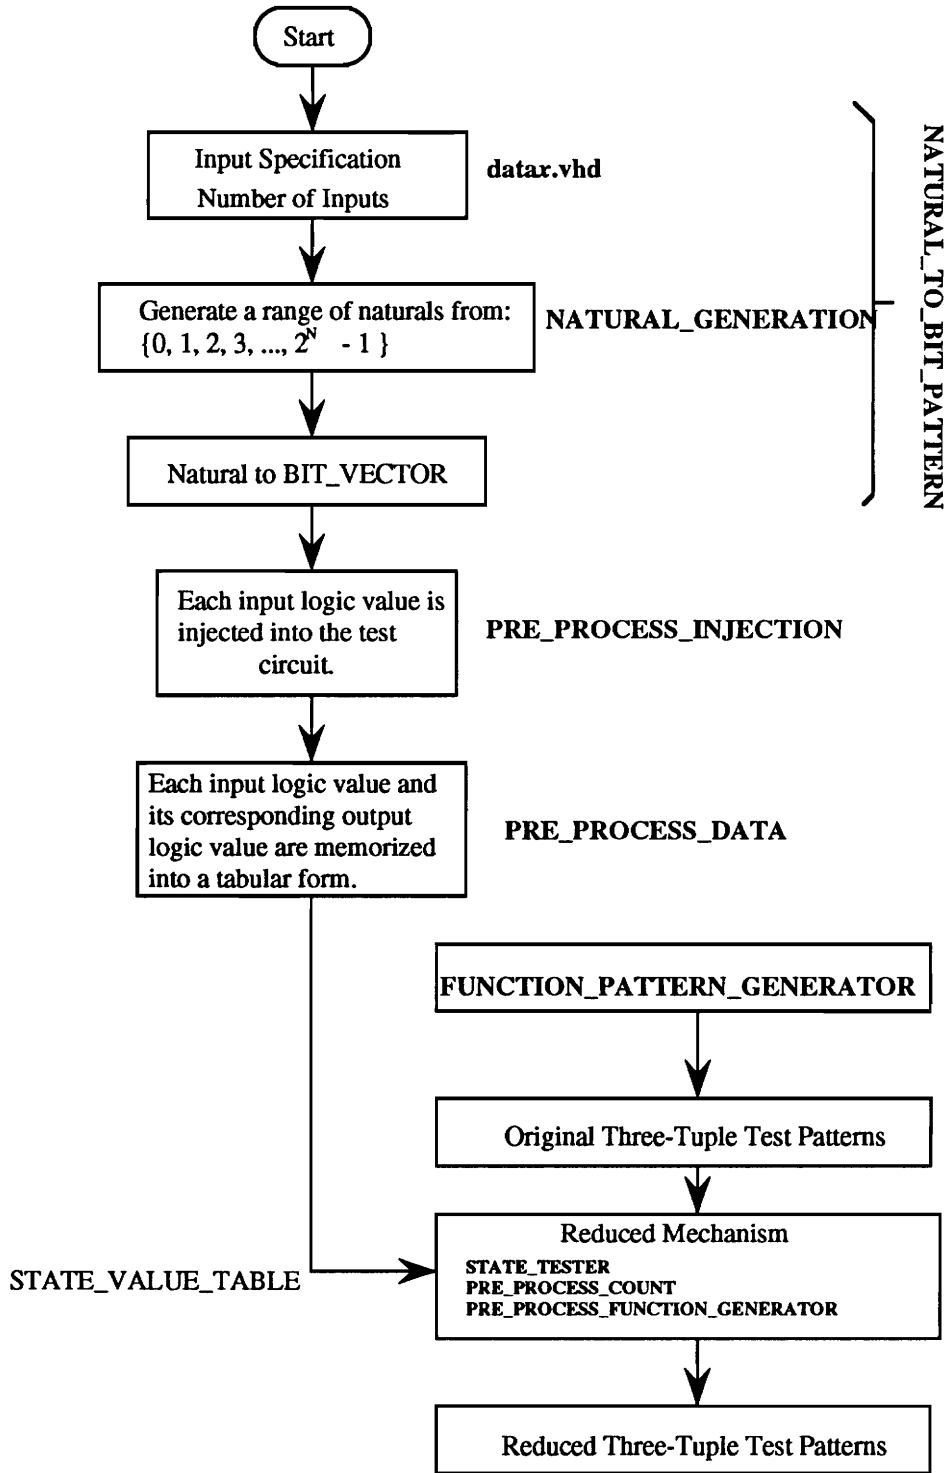 Start
Input Specification
Number of Inputs
datax.vhd
Generate a range of naturals from:
{0, 1, 2, 3, ..., 2^N - 1 }
NATURAL_GENERATION
NATURAL_TO_BIT_PATTERN
Natural to BIT_VECTOR
Each input logic value is
injected into the test
circuit.
PRE_PROCESS_INJECTION
Each input logic value and
its corresponding output
logic value are memorized
into a tabular form.
PRE_PROCESS_DATA
FUNCTION_PATTERN_GENERATOR
Original Three-Tuple Test Patterns
Reduced Mechanism
STATE_TESTER
PRE_PROCESS_COUNT
PRE_PROCESS_FUNCTION_GENERATOR
STATE_VALUE_TABLE
Reduced Three-Tuple Test Patterns